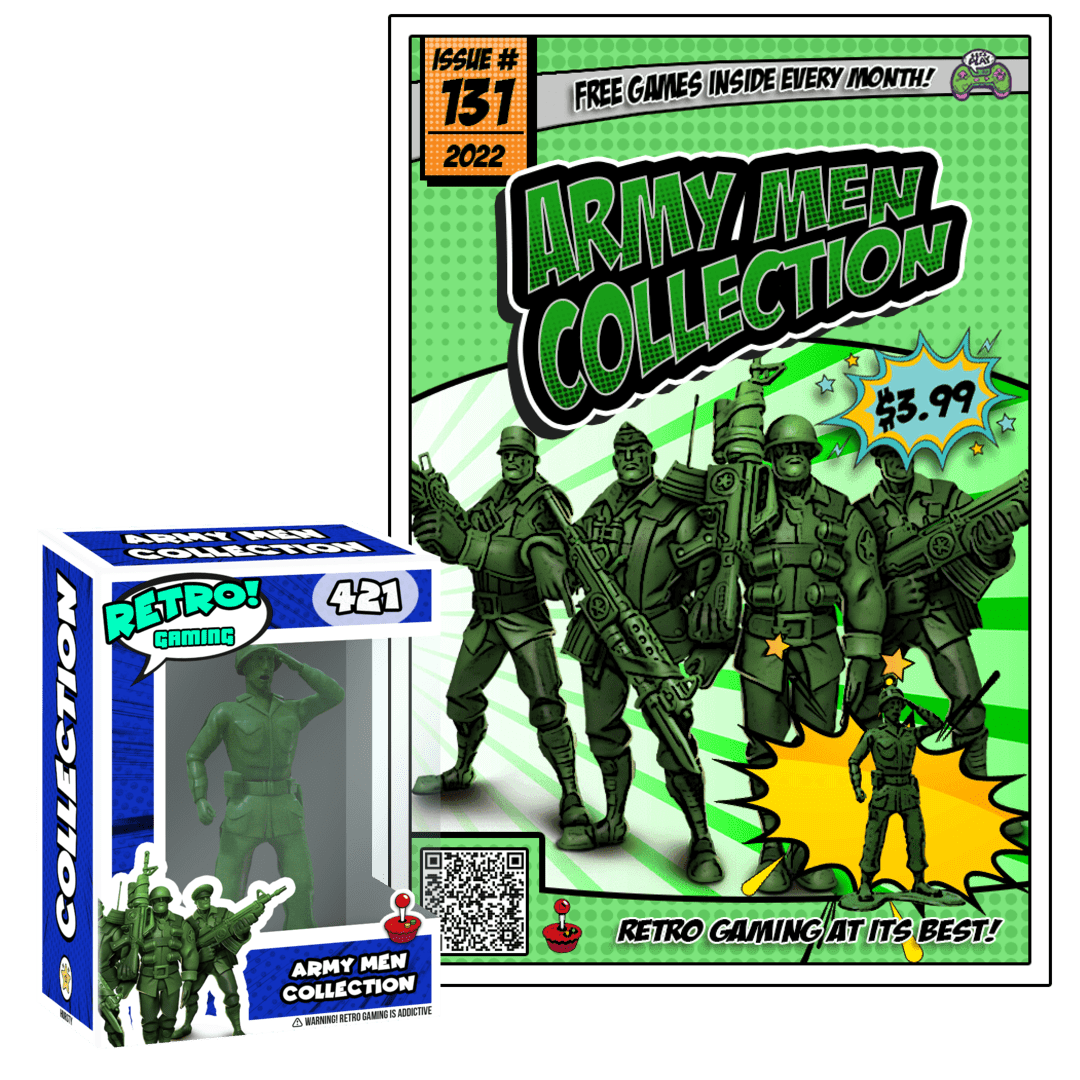 ISSUE #
131
2022
FREE GAMES INSIDE EVERY MONTH!
ARMY MEN
COLLECTION
$3.99
RETRO GAMING AT ITS BEST!
ARMY MEN
COLLECTION
COLLECTION
RETRO!
GAMING
421
ARMY MEN
COLLECTION
⚠ WARNING! RETRO GAMING IS ADDICTIVE